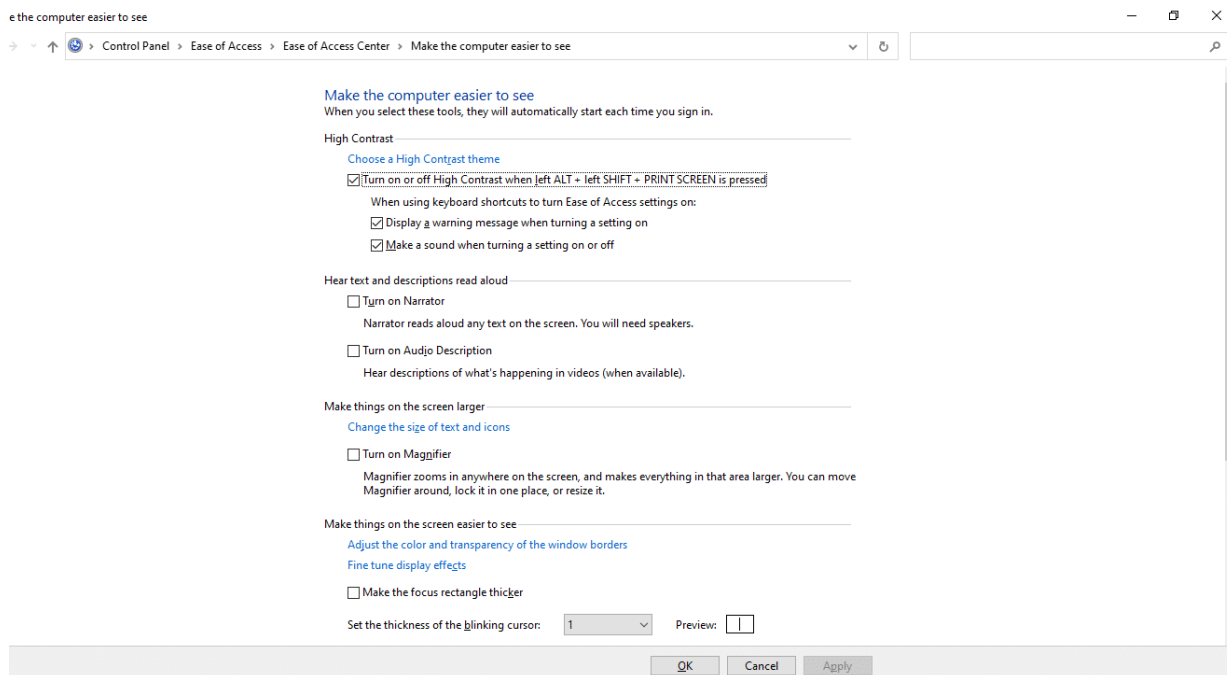 e the computer easier to see
Control Panel > Ease of Access > Ease of Access Center > Make the computer easier to see
Make the computer easier to see
When you select these tools, they will automatically start each time you sign in.
High Contrast
Choose a High Contrast theme
Turn on or off High Contrast when left ALT + left SHIFT + PRINT SCREEN is pressed
When using keyboard shortcuts to turn Ease of Access settings on:
Display a warning message when turning a setting on
Make a sound when turning a setting on or off
Hear text and descriptions read aloud
Turn on Narrator
Narrator reads aloud any text on the screen. You will need speakers.
Turn on Audio Description
Hear descriptions of what's happening in videos (when available).
Make things on the screen larger
Change the size of text and icons
Turn on Magnifier
Magnifier zooms in anywhere on the screen, and makes everything in that area larger. You can move
Magnifier around, lock it in one place, or resize it.
Make things on the screen easier to see
Adjust the color and transparency of the window borders
Fine tune display effects
Make the focus rectangle thicker
Set the thickness of the blinking cursor: 1 Preview:
OK Cancel Apply